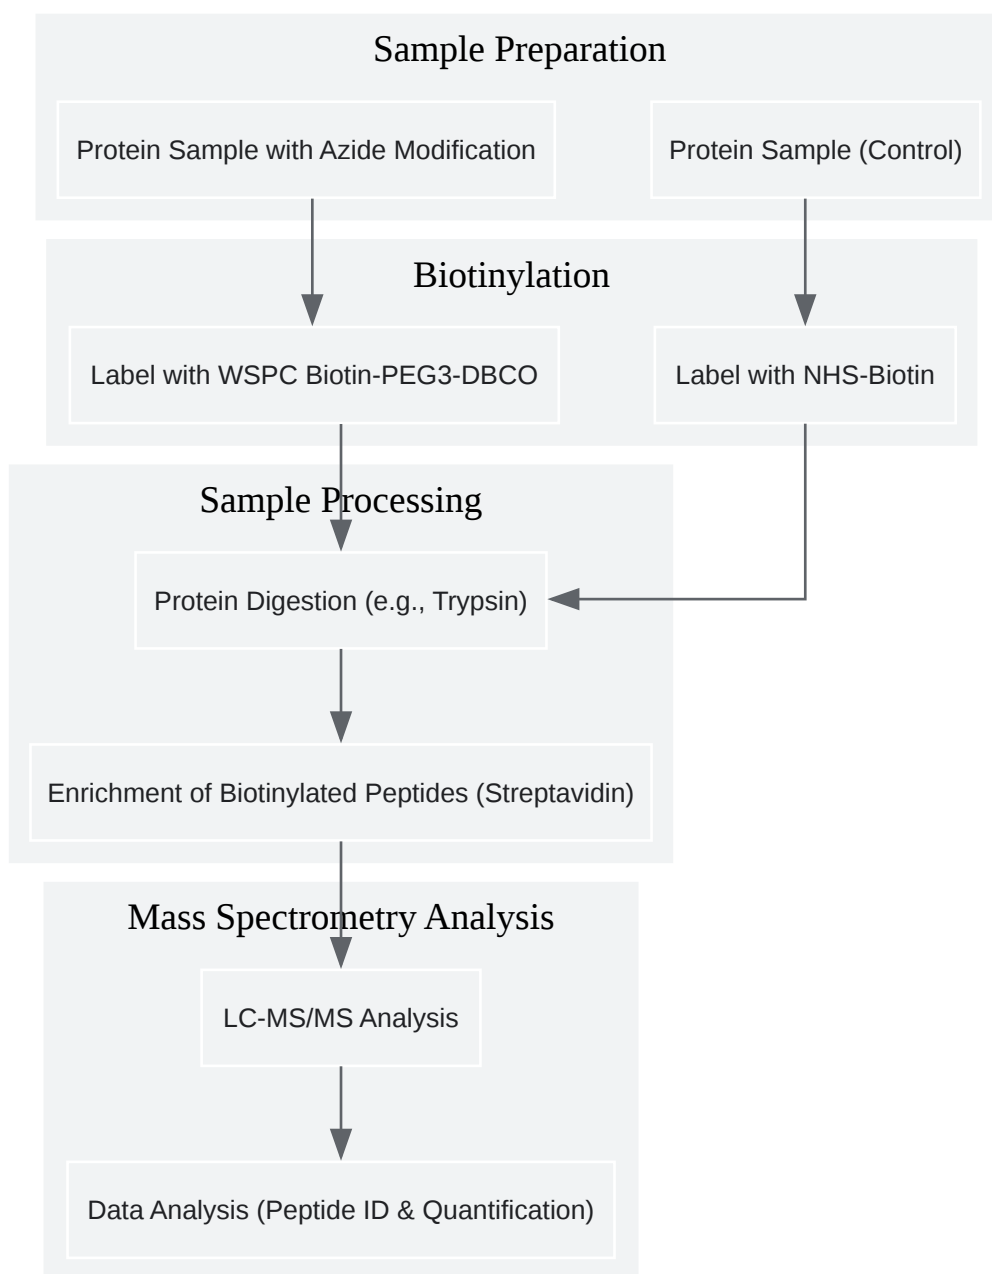 Sample Preparation
Protein Sample with Azide Modification
Protein Sample (Control)
Biotinylation
Label with WSPC Biotin-PEG3-DBCO
Label with NHS-Biotin
Sample Processing
Protein Digestion (e.g., Trypsin)
Enrichment of Biotinylated Peptides (Streptavidin)
Mass Spectrometry Analysis
LC-MS/MS Analysis
Data Analysis (Peptide ID & Quantification)